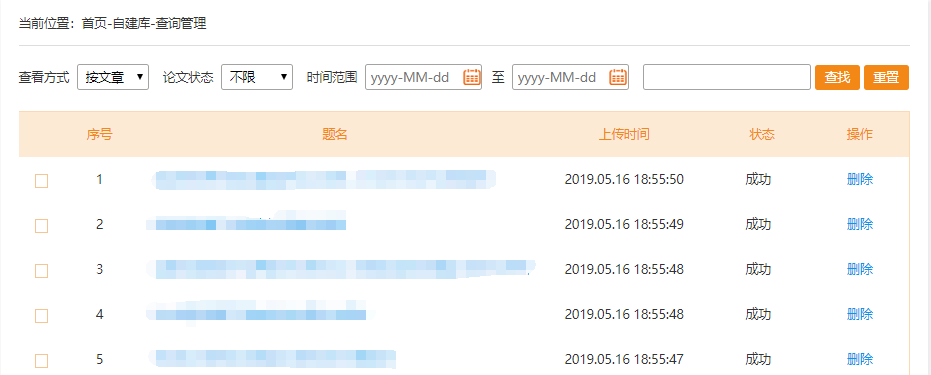 当前位置：首页-自建库-查询管理
查看方式 按文章 论文状态 不限 时间范围 yyyy-MM-dd 至 yyyy-MM-dd 查找 重置
序号 题名 上传时间 状态 操作
1 2019.05.16 18:55:50 成功 删除
2 2019.05.16 18:55:49 成功 删除
3 2019.05.16 18:55:48 成功 删除
4 2019.05.16 18:55:48 成功 删除
5 2019.05.16 18:55:47 成功 删除